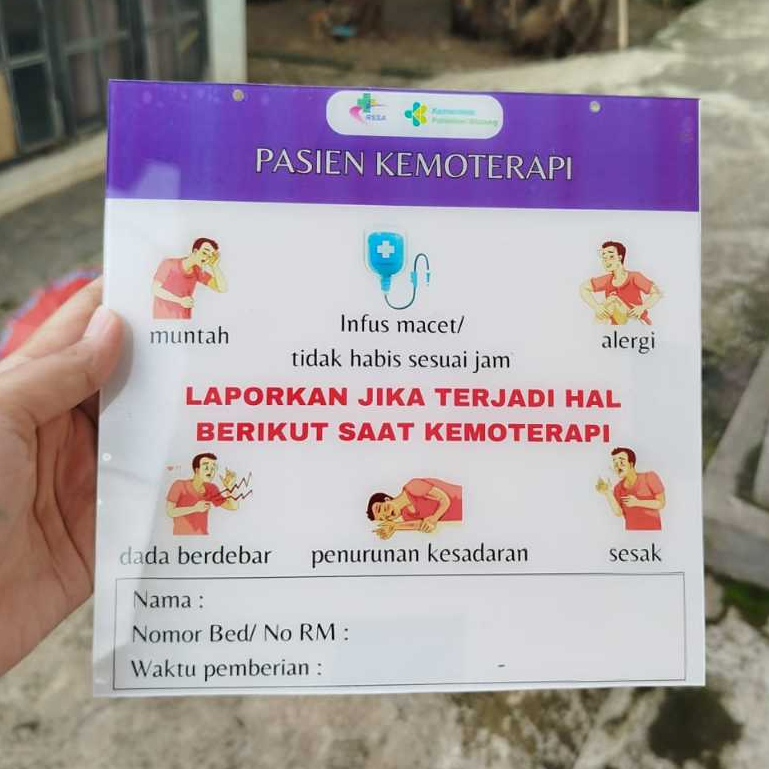 RSSA
PASIEN KEMOTERAPI
muntah
Infus macet/
tidak habis sesuai jam
alergi
LAPORKAN JIKA TERJADI HAL
BERIKUT SAAT KEMOTERAPI
dada berdebar
penurunan kesadaran
sesak
Nama :
Nomor Bed/ No RM :
Waktu pemberian : -